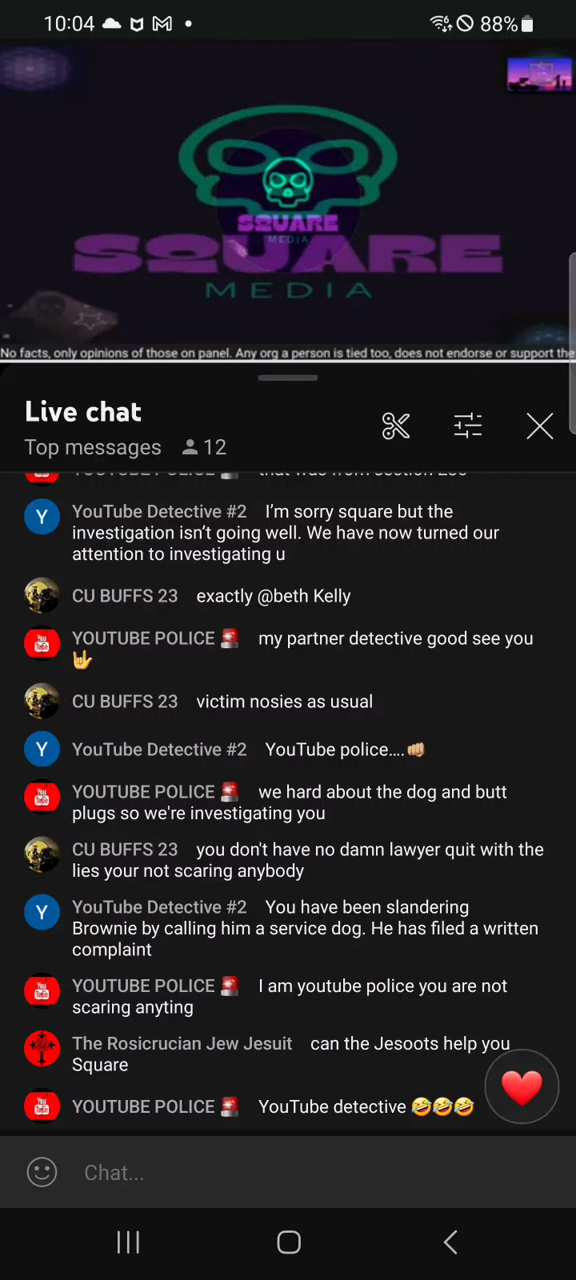 10:04
88%
SQUARE
MEDIA
SQUARE
MEDIA
No facts, only opinions of those on panel. Any org a person is tied too, does not endorse or support the
Live chat
Top messages 12
YOUTUBE POLICE 🚨 that was from section 230
YouTube Detective #2 I'm sorry square but the
investigation isn't going well. We have now turned our
attention to investigating u
CU BUFFS 23 exactly @beth Kelly
YOUTUBE POLICE 🚨 my partner detective good see you
🤟
CU BUFFS 23 victim nosies as usual
Y YouTube Detective #2 YouTube police....👊🏼
YOUTUBE POLICE 🚨 we hard about the dog and butt
plugs so we're investigating you
CU BUFFS 23 you don't have no damn lawyer quit with the
lies your not scaring anybody
Y YouTube Detective #2 You have been slandering
Brownie by calling him a service dog. He has filed a written
complaint
YOUTUBE POLICE 🚨 I am youtube police you are not
scaring anyting
The Rosicrucian Jew Jesuit can the Jesoots help you
Square
YOUTUBE POLICE 🚨 YouTube detective 🤣🤣🤣
Chat...